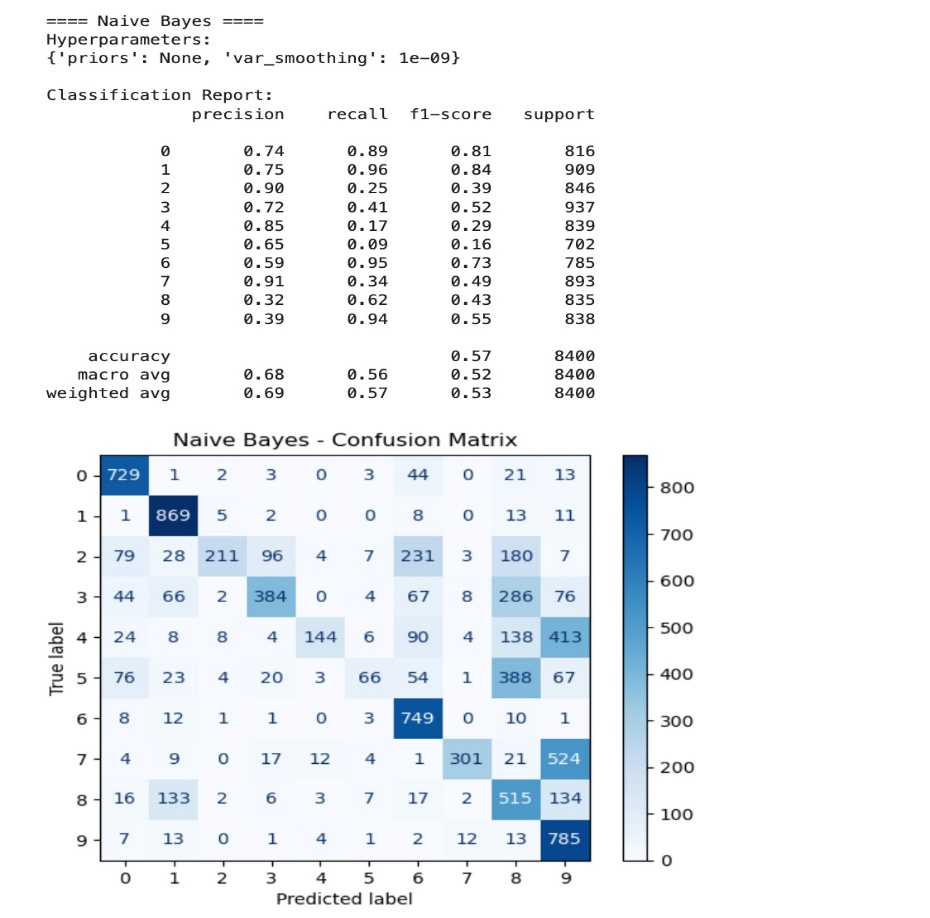 ==== Naive Bayes ====
Hyperparameters:
{'priors': None, 'var_smoothing': 1e-09}
Classification Report:
precision recall f1-score support
0 0.74 0.89 0.81 816
1 0.75 0.96 0.84 909
2 0.90 0.25 0.39 846
3 0.72 0.41 0.52 937
4 0.85 0.17 0.29 839
5 0.65 0.09 0.16 702
6 0.59 0.95 0.73 785
7 0.91 0.34 0.49 893
8 0.32 0.62 0.43 835
9 0.39 0.94 0.55 838
accuracy 0.57 8400
macro avg 0.68 0.56 0.52 8400
weighted avg 0.69 0.57 0.53 8400
Naive Bayes - Confusion Matrix
0 729 1 2 3 0 3 44 0 21 13
1 1 869 5 2 0 0 8 0 13 11
2 79 28 211 96 4 7 231 3 180 7
3 44 66 2 384 0 4 67 8 286 76
4 24 8 8 4 144 6 90 4 138 413
5 76 23 4 20 3 66 54 1 388 67
6 8 12 1 1 0 3 749 0 10 1
7 4 9 0 17 12 4 1 301 21 524
8 16 133 2 6 3 7 17 2 515 134
9 7 13 0 1 4 1 2 12 13 785
0 1 2 3 4 5 6 7 8 9
Predicted label
True label
800
700
600
500
400
300
200
100
0